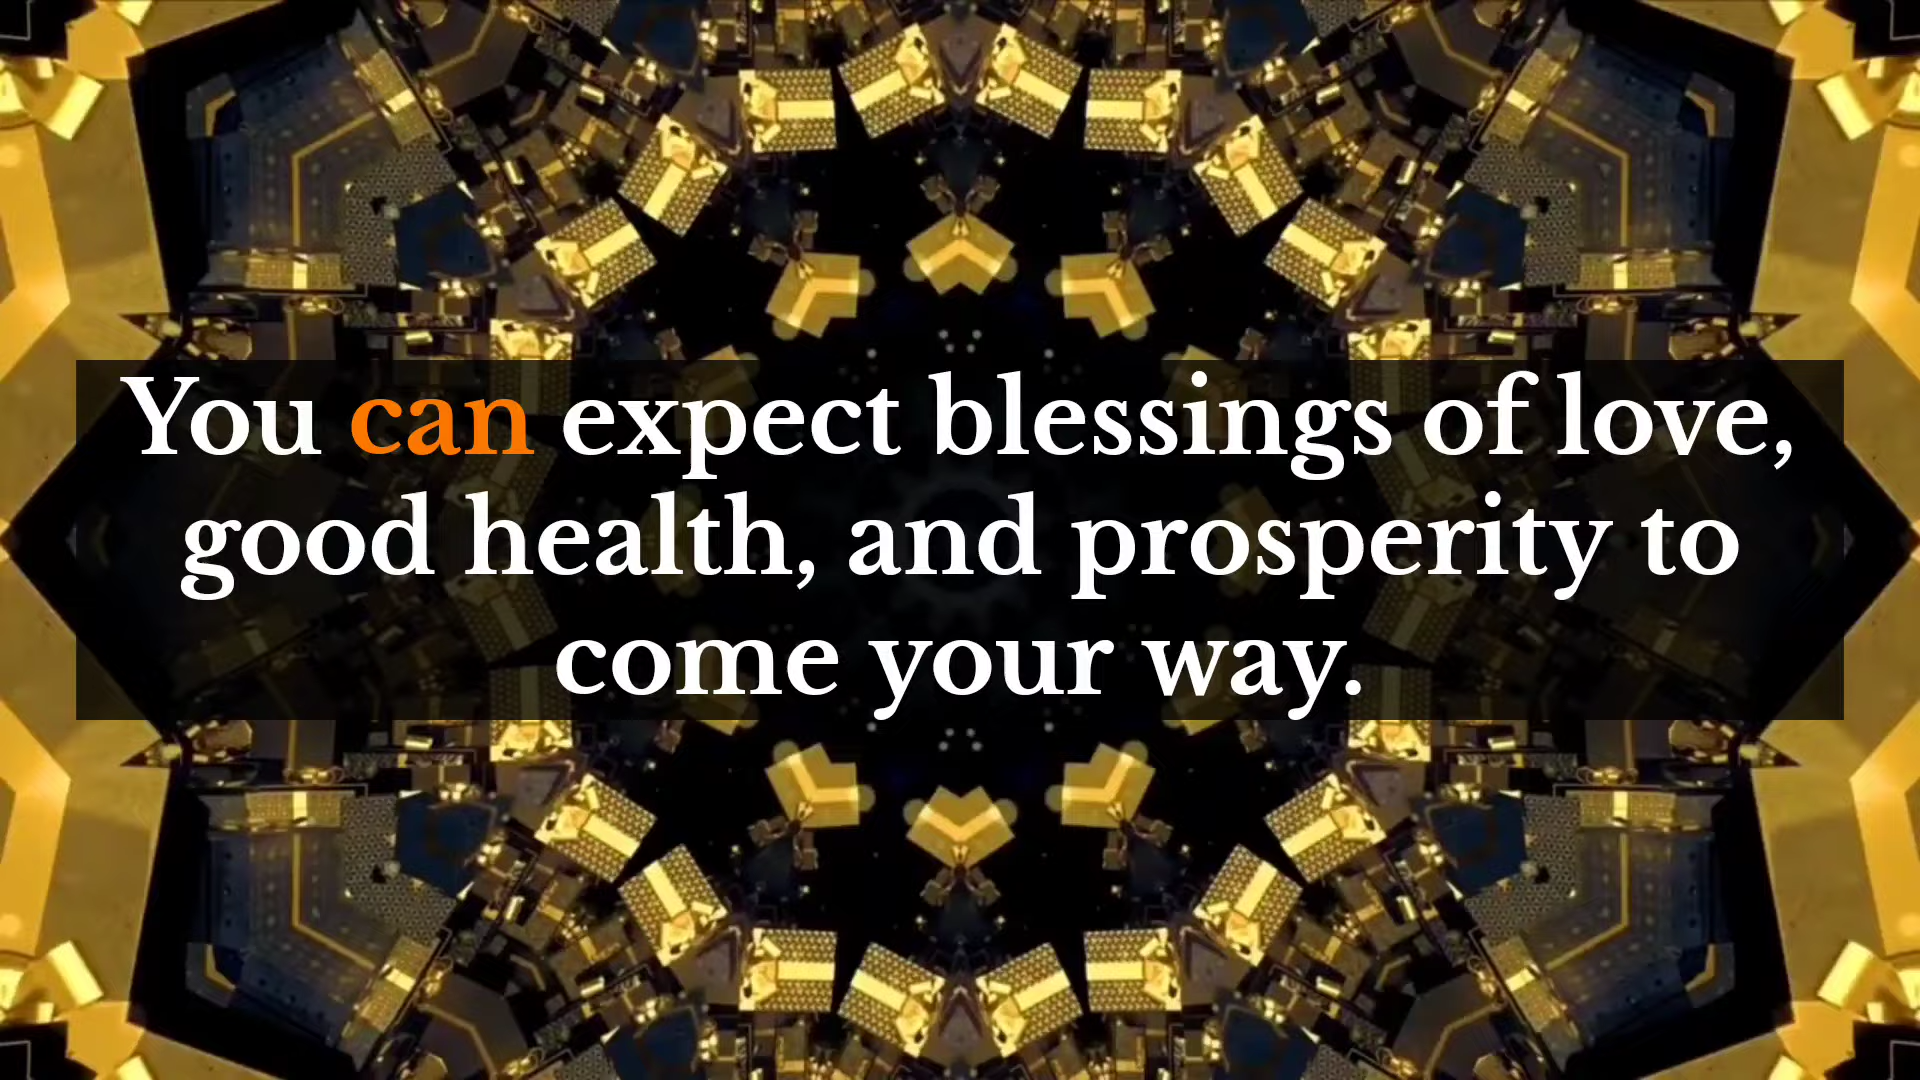 You can expect blessings of love,
good health, and prosperity to
come your way.